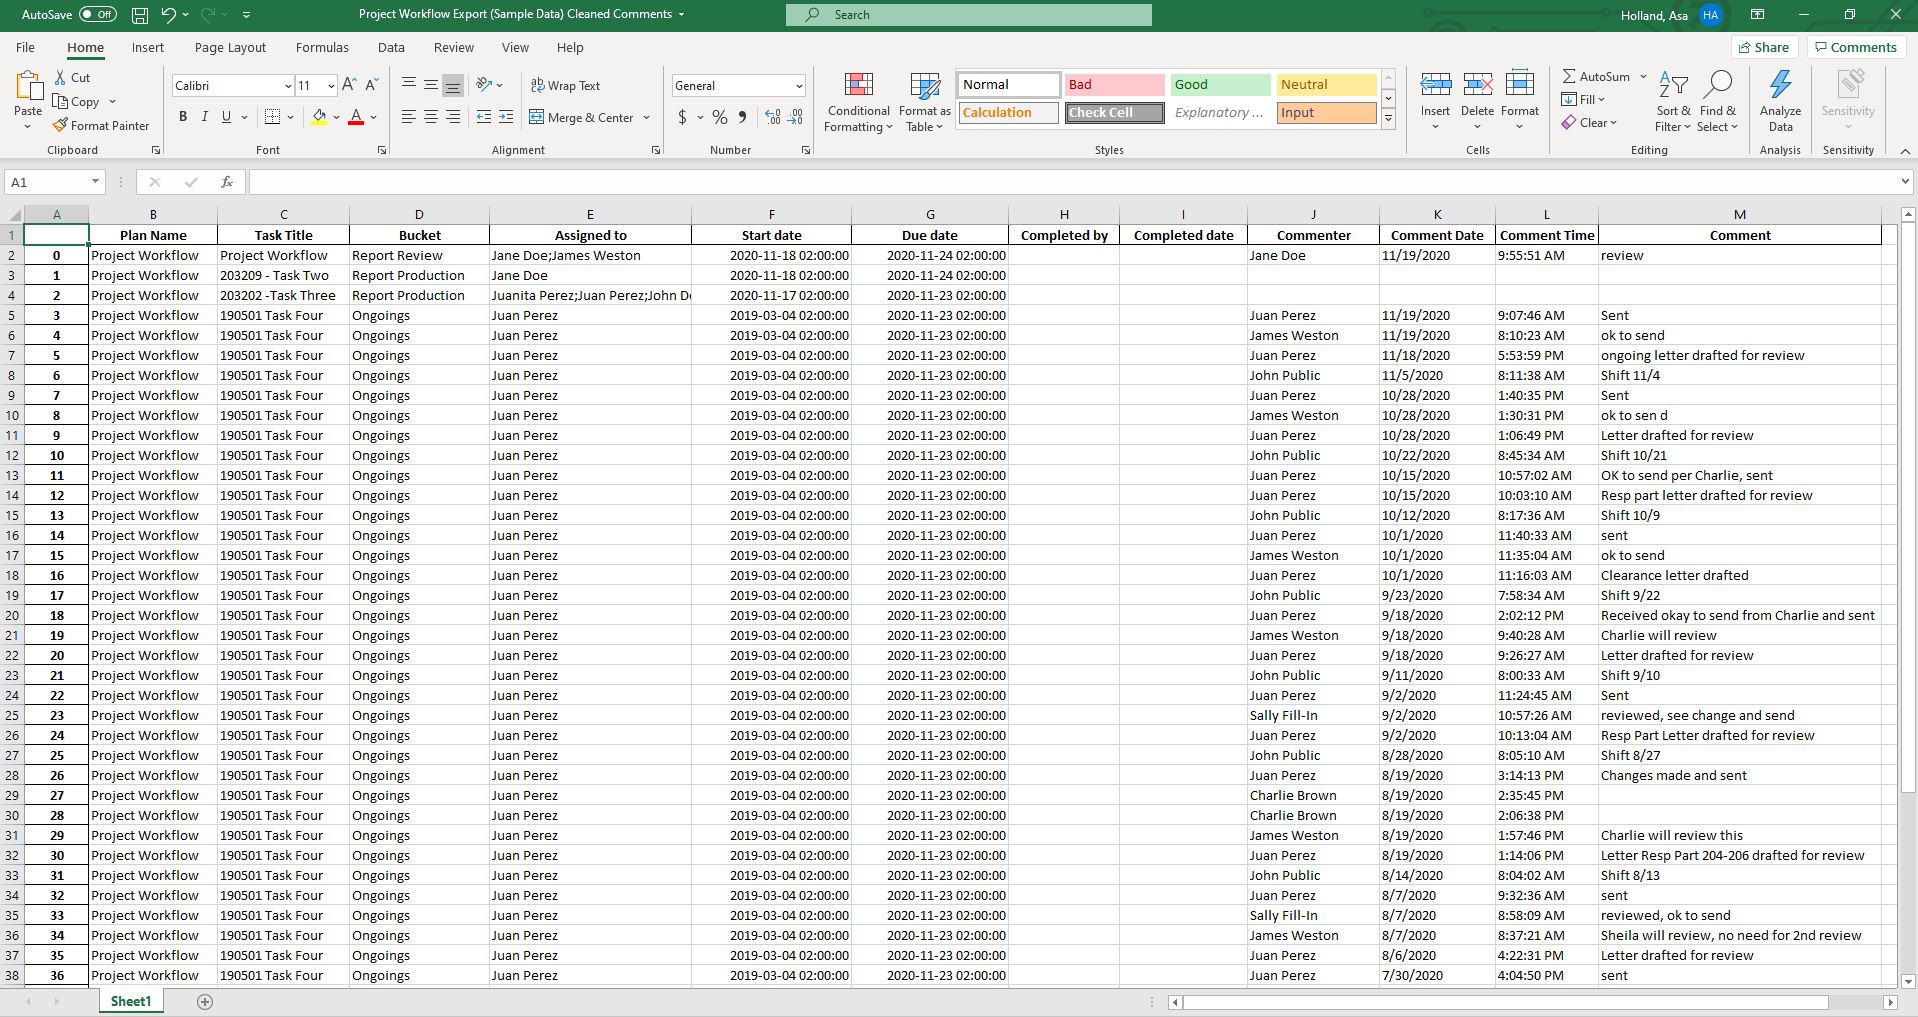 AutoSave Off Project Workflow Export (Sample Data) Cleaned Comments Search Holland, Asa HA
File Home Insert Page Layout Formulas Data Review View Help Share Comments
Paste Cut Copy Format Painter Clipboard
Calibri 11 B I U A A A Font
Wrap Text Merge & Center Alignment
General $ % Number
Conditional Formatting Format as Table Normal Bad Good Neutral Calculation Check Cell Explanatory ... Input Styles
Insert Delete Format Cells
AutoSum Fill Clear Sort & Filter Find & Select Editing
Analyze Data Analysis Sensitivity Sensitivity
A1 fx
A B C D E F G H I J K L M
1 Plan Name Task Title Bucket Assigned to Start date Due date Completed by Completed date Commenter Comment Date Comment Time Comment
2 0 Project Workflow Project Workflow Report Review Jane Doe;James Weston 2020-11-18 02:00:00 2020-11-24 02:00:00 Jane Doe 11/19/2020 9:55:51 AM review
3 1 Project Workflow 203209 - Task Two Report Production Jane Doe 2020-11-18 02:00:00 2020-11-24 02:00:00
4 2 Project Workflow 203202 -Task Three Report Production Juanita Perez;Juan Perez;John D 2020-11-17 02:00:00 2020-11-23 02:00:00
5 3 Project Workflow 190501 Task Four Ongoings Juan Perez 2019-03-04 02:00:00 2020-11-23 02:00:00 Juan Perez 11/19/2020 9:07:46 AM Sent
6 4 Project Workflow 190501 Task Four Ongoings Juan Perez 2019-03-04 02:00:00 2020-11-23 02:00:00 James Weston 11/19/2020 8:10:23 AM ok to send
7 5 Project Workflow 190501 Task Four Ongoings Juan Perez 2019-03-04 02:00:00 2020-11-23 02:00:00 Juan Perez 11/18/2020 5:53:59 PM ongoing letter drafted for review
8 6 Project Workflow 190501 Task Four Ongoings Juan Perez 2019-03-04 02:00:00 2020-11-23 02:00:00 John Public 11/5/2020 8:11:38 AM Shift 11/4
9 7 Project Workflow 190501 Task Four Ongoings Juan Perez 2019-03-04 02:00:00 2020-11-23 02:00:00 Juan Perez 10/28/2020 1:40:35 PM Sent
10 8 Project Workflow 190501 Task Four Ongoings Juan Perez 2019-03-04 02:00:00 2020-11-23 02:00:00 James Weston 10/28/2020 1:30:31 PM ok to sen d
11 9 Project Workflow 190501 Task Four Ongoings Juan Perez 2019-03-04 02:00:00 2020-11-23 02:00:00 Juan Perez 10/28/2020 1:06:49 PM Letter drafted for review
12 10 Project Workflow 190501 Task Four Ongoings Juan Perez 2019-03-04 02:00:00 2020-11-23 02:00:00 John Public 10/22/2020 8:45:34 AM Shift 10/21
13 11 Project Workflow 190501 Task Four Ongoings Juan Perez 2019-03-04 02:00:00 2020-11-23 02:00:00 Juan Perez 10/15/2020 10:57:02 AM OK to send per Charlie, sent
14 12 Project Workflow 190501 Task Four Ongoings Juan Perez 2019-03-04 02:00:00 2020-11-23 02:00:00 Juan Perez 10/15/2020 10:03:10 AM Resp part letter drafted for review
15 13 Project Workflow 190501 Task Four Ongoings Juan Perez 2019-03-04 02:00:00 2020-11-23 02:00:00 John Public 10/12/2020 8:17:36 AM Shift 10/9
16 14 Project Workflow 190501 Task Four Ongoings Juan Perez 2019-03-04 02:00:00 2020-11-23 02:00:00 Juan Perez 10/1/2020 11:40:33 AM sent
17 15 Project Workflow 190501 Task Four Ongoings Juan Perez 2019-03-04 02:00:00 2020-11-23 02:00:00 James Weston 10/1/2020 11:35:04 AM ok to send
18 16 Project Workflow 190501 Task Four Ongoings Juan Perez 2019-03-04 02:00:00 2020-11-23 02:00:00 Juan Perez 10/1/2020 11:16:03 AM Clearance letter drafted
19 17 Project Workflow 190501 Task Four Ongoings Juan Perez 2019-03-04 02:00:00 2020-11-23 02:00:00 John Public 9/23/2020 7:58:34 AM Shift 9/22
20 18 Project Workflow 190501 Task Four Ongoings Juan Perez 2019-03-04 02:00:00 2020-11-23 02:00:00 Juan Perez 9/18/2020 2:02:12 PM Received okay to send from Charlie and sent
21 19 Project Workflow 190501 Task Four Ongoings Juan Perez 2019-03-04 02:00:00 2020-11-23 02:00:00 James Weston 9/18/2020 9:40:28 AM Charlie will review
22 20 Project Workflow 190501 Task Four Ongoings Juan Perez 2019-03-04 02:00:00 2020-11-23 02:00:00 Juan Perez 9/18/2020 9:26:27 AM Letter drafted for review
23 21 Project Workflow 190501 Task Four Ongoings Juan Perez 2019-03-04 02:00:00 2020-11-23 02:00:00 John Public 9/11/2020 8:00:33 AM Shift 9/10
24 22 Project Workflow 190501 Task Four Ongoings Juan Perez 2019-03-04 02:00:00 2020-11-23 02:00:00 Juan Perez 9/2/2020 11:24:45 AM Sent
25 23 Project Workflow 190501 Task Four Ongoings Juan Perez 2019-03-04 02:00:00 2020-11-23 02:00:00 Sally Fill-In 9/2/2020 10:57:26 AM reviewed, see change and send
26 24 Project Workflow 190501 Task Four Ongoings Juan Perez 2019-03-04 02:00:00 2020-11-23 02:00:00 Juan Perez 9/2/2020 10:13:04 AM Resp Part Letter drafted for review
27 25 Project Workflow 190501 Task Four Ongoings Juan Perez 2019-03-04 02:00:00 2020-11-23 02:00:00 John Public 8/28/2020 8:05:10 AM Shift 8/27
28 26 Project Workflow 190501 Task Four Ongoings Juan Perez 2019-03-04 02:00:00 2020-11-23 02:00:00 Juan Perez 8/19/2020 3:14:13 PM Changes made and sent
29 27 Project Workflow 190501 Task Four Ongoings Juan Perez 2019-03-04 02:00:00 2020-11-23 02:00:00 Charlie Brown 8/19/2020 2:35:45 PM
30 28 Project Workflow 190501 Task Four Ongoings Juan Perez 2019-03-04 02:00:00 2020-11-23 02:00:00 Charlie Brown 8/19/2020 2:06:38 PM
31 29 Project Workflow 190501 Task Four Ongoings Juan Perez 2019-03-04 02:00:00 2020-11-23 02:00:00 James Weston 8/19/2020 1:57:46 PM Charlie will review this
32 30 Project Workflow 190501 Task Four Ongoings Juan Perez 2019-03-04 02:00:00 2020-11-23 02:00:00 Juan Perez 8/19/2020 1:14:06 PM Letter Resp Part 204-206 drafted for review
33 31 Project Workflow 190501 Task Four Ongoings Juan Perez 2019-03-04 02:00:00 2020-11-23 02:00:00 John Public 8/14/2020 8:04:02 AM Shift 8/13
34 32 Project Workflow 190501 Task Four Ongoings Juan Perez 2019-03-04 02:00:00 2020-11-23 02:00:00 Juan Perez 8/7/2020 9:32:36 AM sent
35 33 Project Workflow 190501 Task Four Ongoings Juan Perez 2019-03-04 02:00:00 2020-11-23 02:00:00 Sally Fill-In 8/7/2020 8:58:09 AM reviewed, ok to send
36 34 Project Workflow 190501 Task Four Ongoings Juan Perez 2019-03-04 02:00:00 2020-11-23 02:00:00 James Weston 8/7/2020 8:37:21 AM Sheila will review, no need for 2nd review
37 35 Project Workflow 190501 Task Four Ongoings Juan Perez 2019-03-04 02:00:00 2020-11-23 02:00:00 Juan Perez 8/6/2020 4:22:31 PM Letter drafted for review
38 36 Project Workflow 190501 Task Four Ongoings Juan Perez 2019-03-04 02:00:00 2020-11-23 02:00:00 Juan Perez 7/30/2020 4:04:50 PM sent
Sheet1